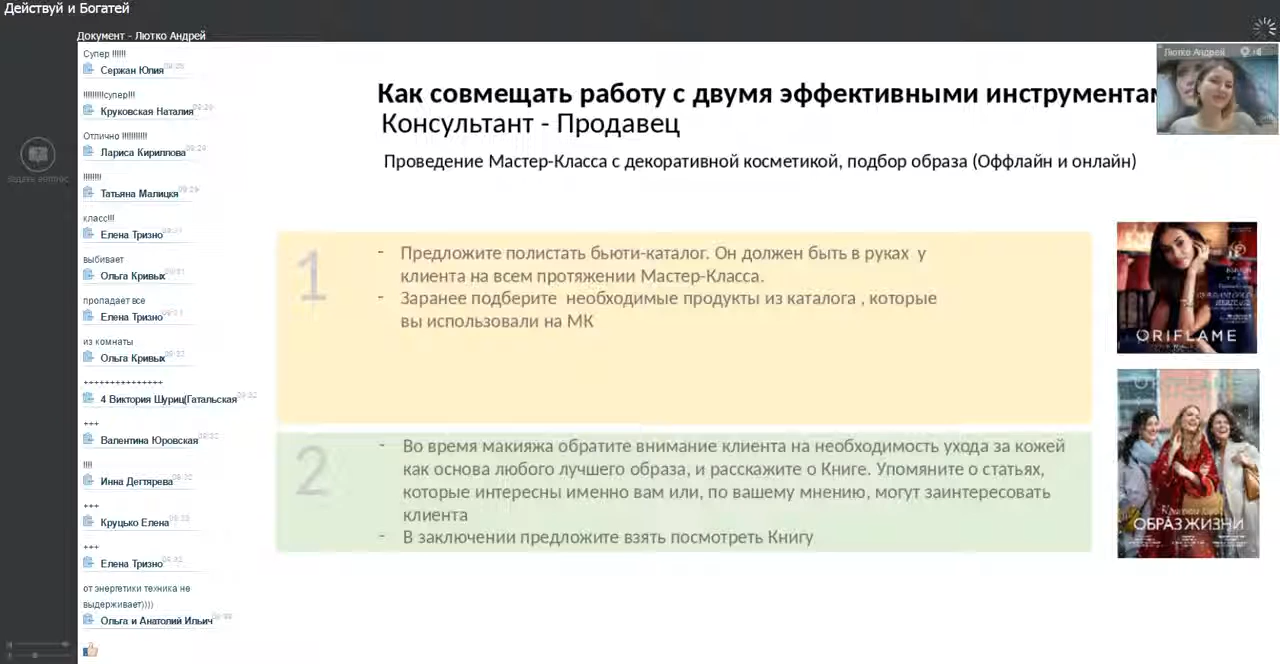 Действуй и Богатей
Документ - Лютко Андрей
Супер !!!!!!
Сержан Юлия
!!!!!!!!!супер!!!
Круковская Наталия
Отлично !!!!!!!!!!!
Лариса Кириллова
!!!!!!!!
Татьяна Малицкя
класс!!!
Елена Тризно
выбивает
Ольга Кривых
пропадает все
Елена Тризно
из комнаты
Ольга Кривых
+++++++++++++++
4 Виктория Шуриц(Гатальская
+++
Валентина Юровская
!!!!
Инна Дегтярева
+++
Круцько Елена
+++
Елена Тризно
от энергетики техника не
выдерживает))))
Ольга и Анатолий Ильич
Задать вопрос
Как совмещать работу с двумя эффективными инструментам
Консультант - Продавец
Проведение Мастер-Класса с декоративной косметикой, подбор образа (Оффлайн и онлайн)
1
- Предложите полистать бьюти-каталог. Он должен быть в руках у
клиента на всем протяжении Мастер-Класса.
- Заранее подберите необходимые продукты из каталога , которые
вы использовали на МК
2
- Во время макияжа обратите внимание клиента на необходимость ухода за кожей
как основа любого лучшего образа, и расскажите о Книге. Упомяните о статьях,
которые интересны именно вам или, по вашему мнению, могут заинтересовать
клиента
- В заключении предложите взять посмотреть Книгу
Лютко Андрей
ORIFLAME
ORIFLAME
ОБРАЗ ЖИЗНИ